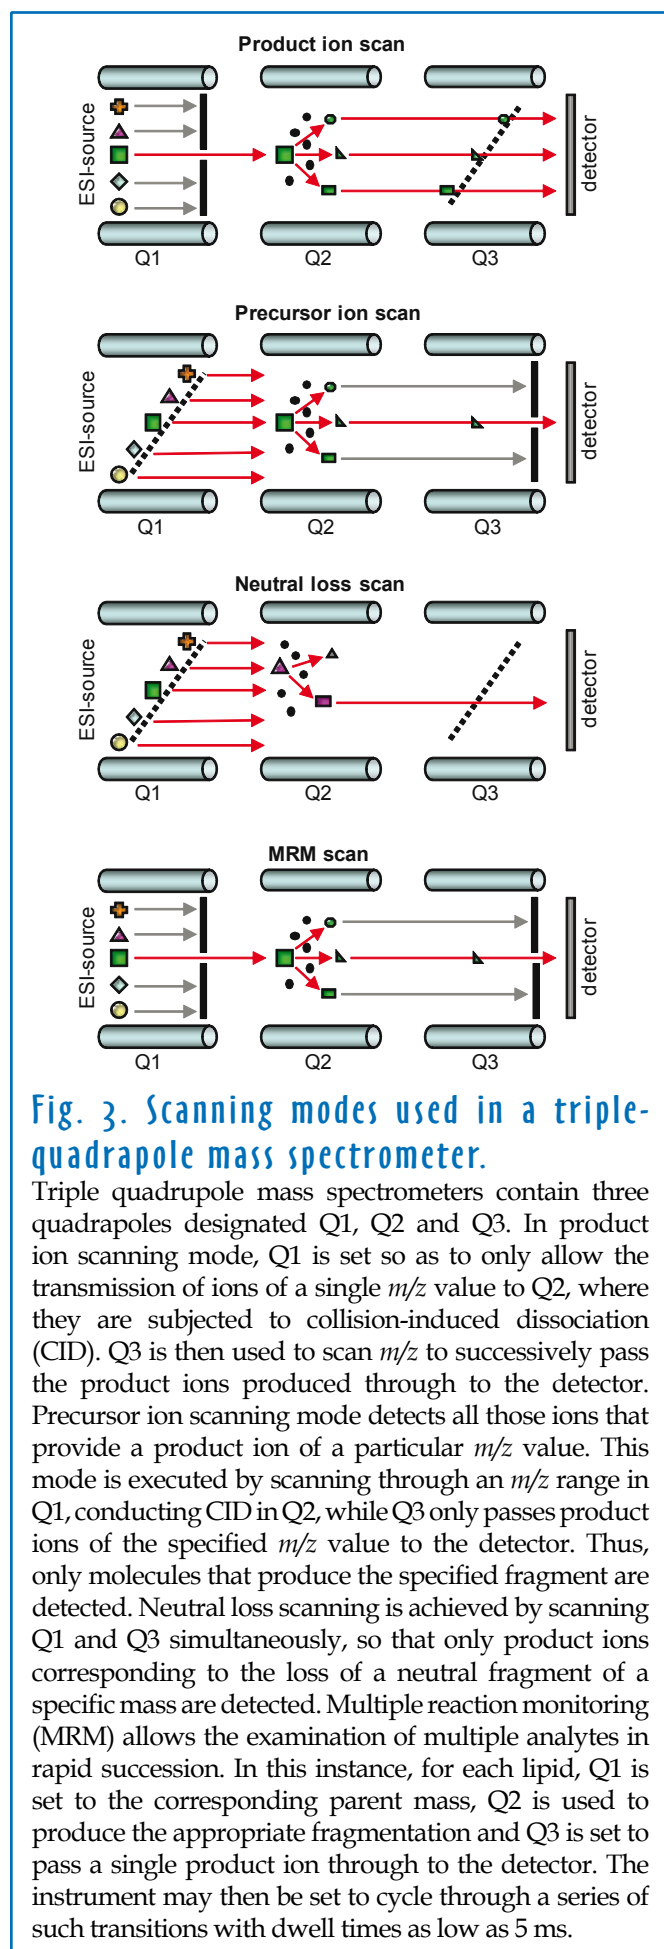 Product ion scan
ESI-source
detector
Q1 Q2 Q3
Precursor ion scan
ESI-source
detector
Q1 Q2 Q3
Neutral loss scan
ESI-source
detector
Q1 Q2 Q3
MRM scan
ESI-source
detector
Q1 Q2 Q3
Fig. 3. Scanning modes used in a triple-
quadrapole mass spectrometer.
Triple quadrupole mass spectrometers contain three
quadrapoles designated Q1, Q2 and Q3. In product
ion scanning mode, Q1 is set so as to only allow the
transmission of ions of a single m/z value to Q2, where
they are subjected to collision-induced dissociation
(CID). Q3 is then used to scan m/z to successively pass
the product ions produced through to the detector.
Precursor ion scanning mode detects all those ions that
provide a product ion of a particular m/z value. This
mode is executed by scanning through an m/z range in
Q1, conducting CID in Q2, while Q3 only passes product
ions of the specified m/z value to the detector. Thus,
only molecules that produce the specified fragment are
detected. Neutral loss scanning is achieved by scanning
Q1 and Q3 simultaneously, so that only product ions
corresponding to the loss of a neutral fragment of a
specific mass are detected. Multiple reaction monitoring
(MRM) allows the examination of multiple analytes in
rapid succession. In this instance, for each lipid, Q1 is
set to the corresponding parent mass, Q2 is used to
produce the appropriate fragmentation and Q3 is set to
pass a single product ion through to the detector. The
instrument may then be set to cycle through a series of
such transitions with dwell times as low as 5 ms.